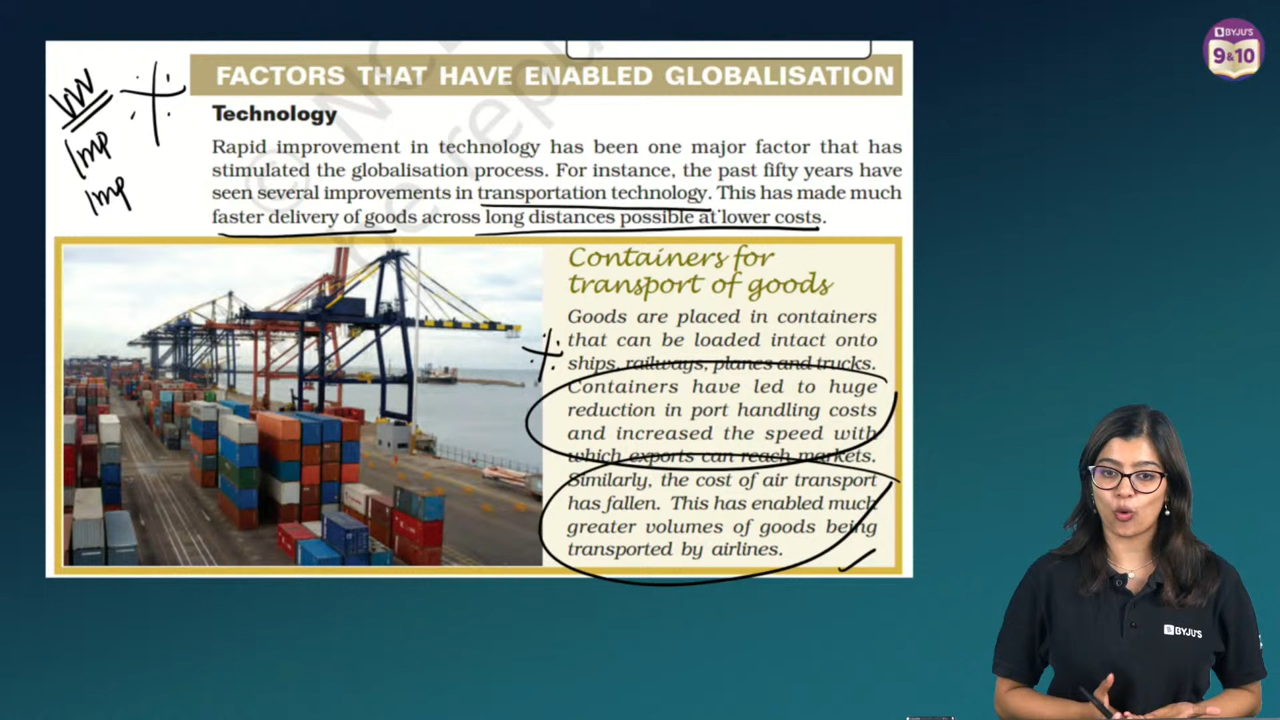 BYJU'S
9&10
VVV
Imp
Imp
FACTORS THAT HAVE ENABLED GLOBALISATION
Technology
Rapid improvement in technology has been one major factor that has
stimulated the globalisation process. For instance, the past fifty years have
seen several improvements in transportation technology. This has made much
faster delivery of goods across long distances possible at lower costs.
Containers for
transport of goods
Goods are placed in containers
that can be loaded intact onto
ships, railways, planes and trucks.
Containers have led to huge
reduction in port handling costs
and increased the speed with
which exports can reach markets.
Similarly, the cost of air transport
has fallen. This has enabled much
greater volumes of goods being
transported by airlines.
BYJU'S